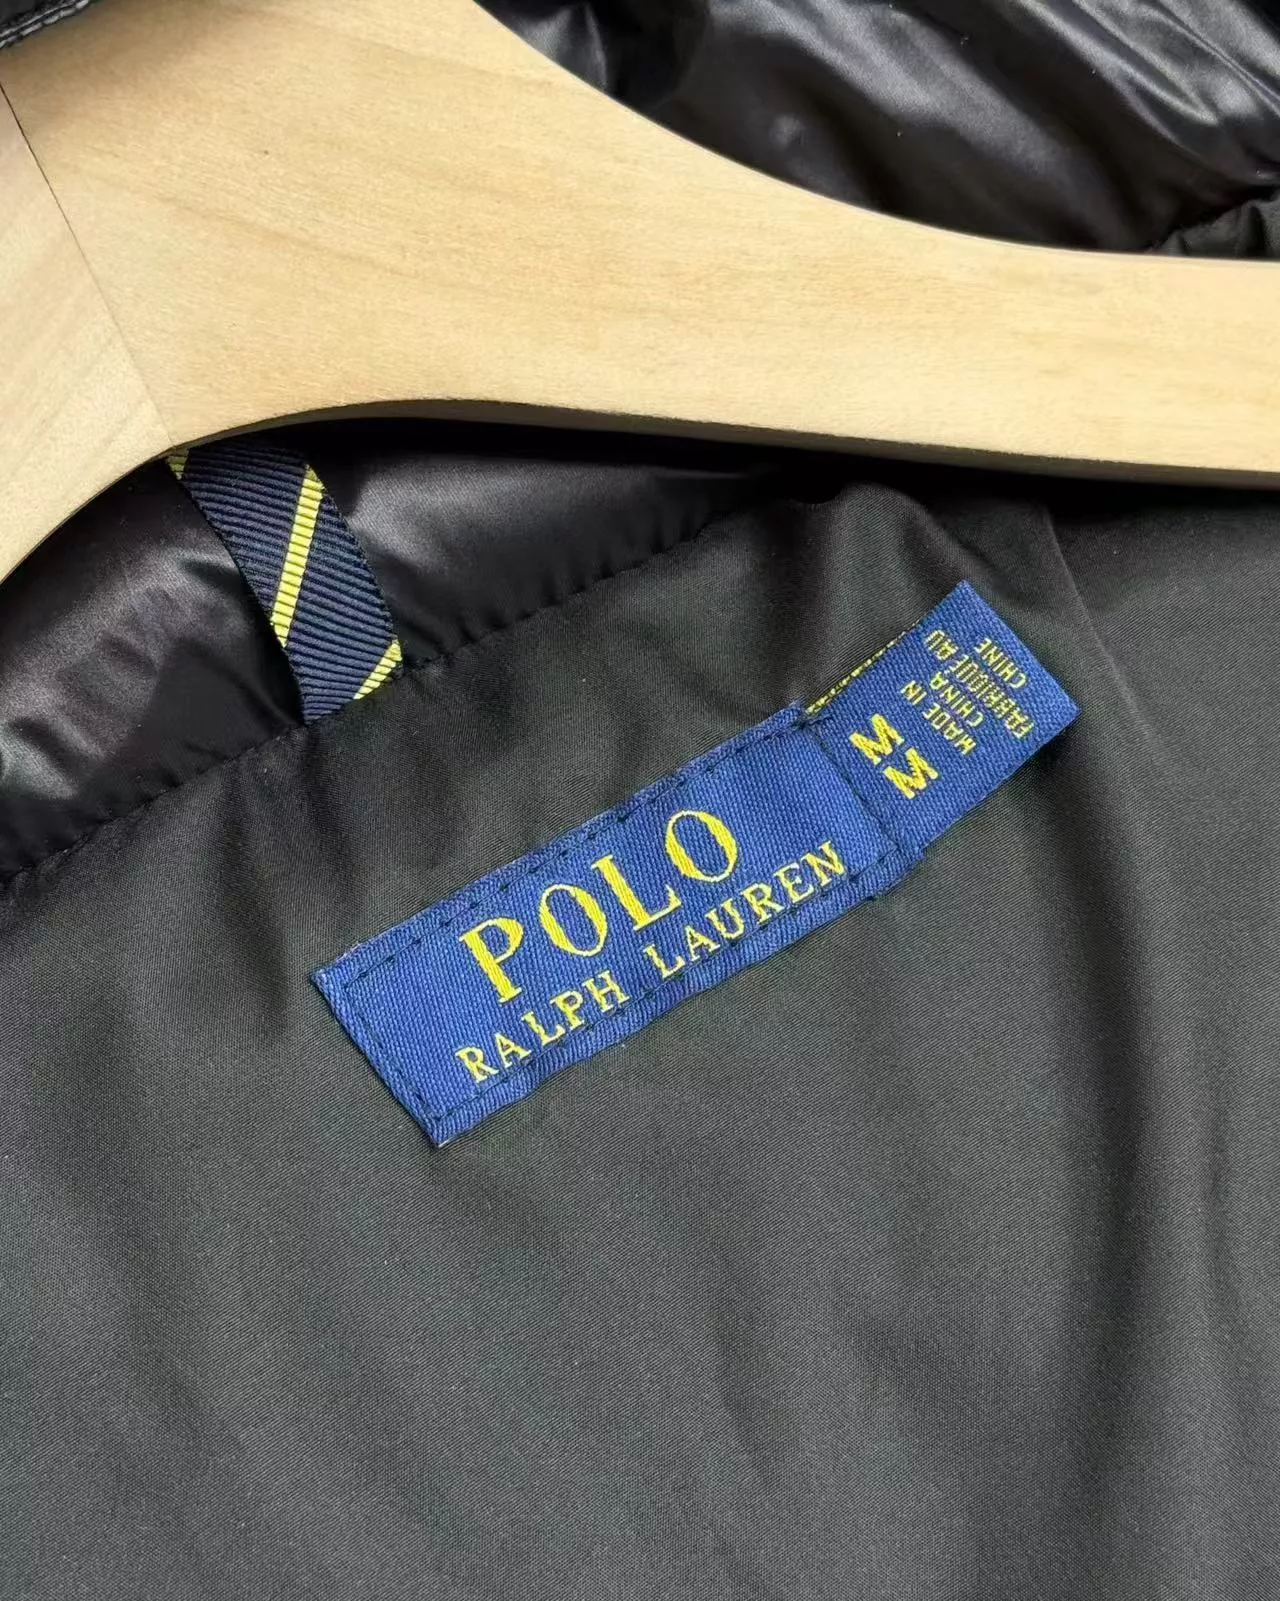 POLO
RALPH LAUREN
M
M
MADE IN
CHINA
FABRIQUE AU
CHINE